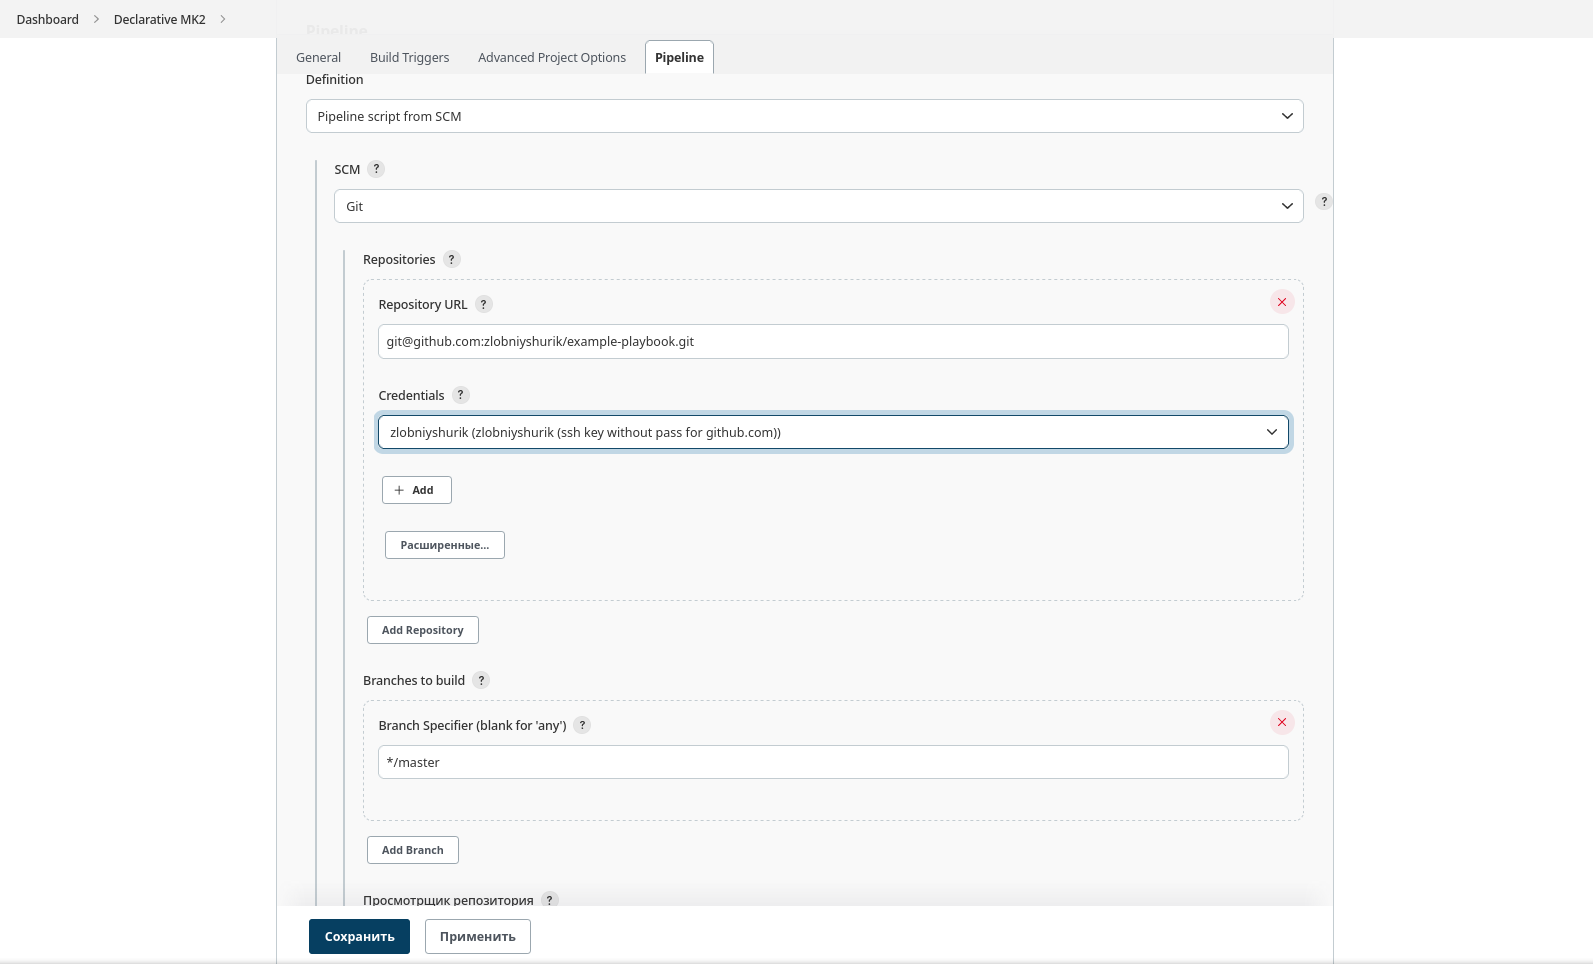 Dashboard > Declarative MK2 >
Pipeline
General Build Triggers Advanced Project Options Pipeline
Definition
Pipeline script from SCM
SCM ?
Git
?
Repositories ?
Repository URL ?
git@github.com:zlobniyshurik/example-playbook.git
Credentials ?
zlobniyshurik (zlobniyshurik (ssh key without pass for github.com))
+ Add
Расширенные...
Add Repository
Branches to build ?
Branch Specifier (blank for 'any') ?
*/master
Add Branch
Просмотрщик репозитория ?
Сохранить Применить